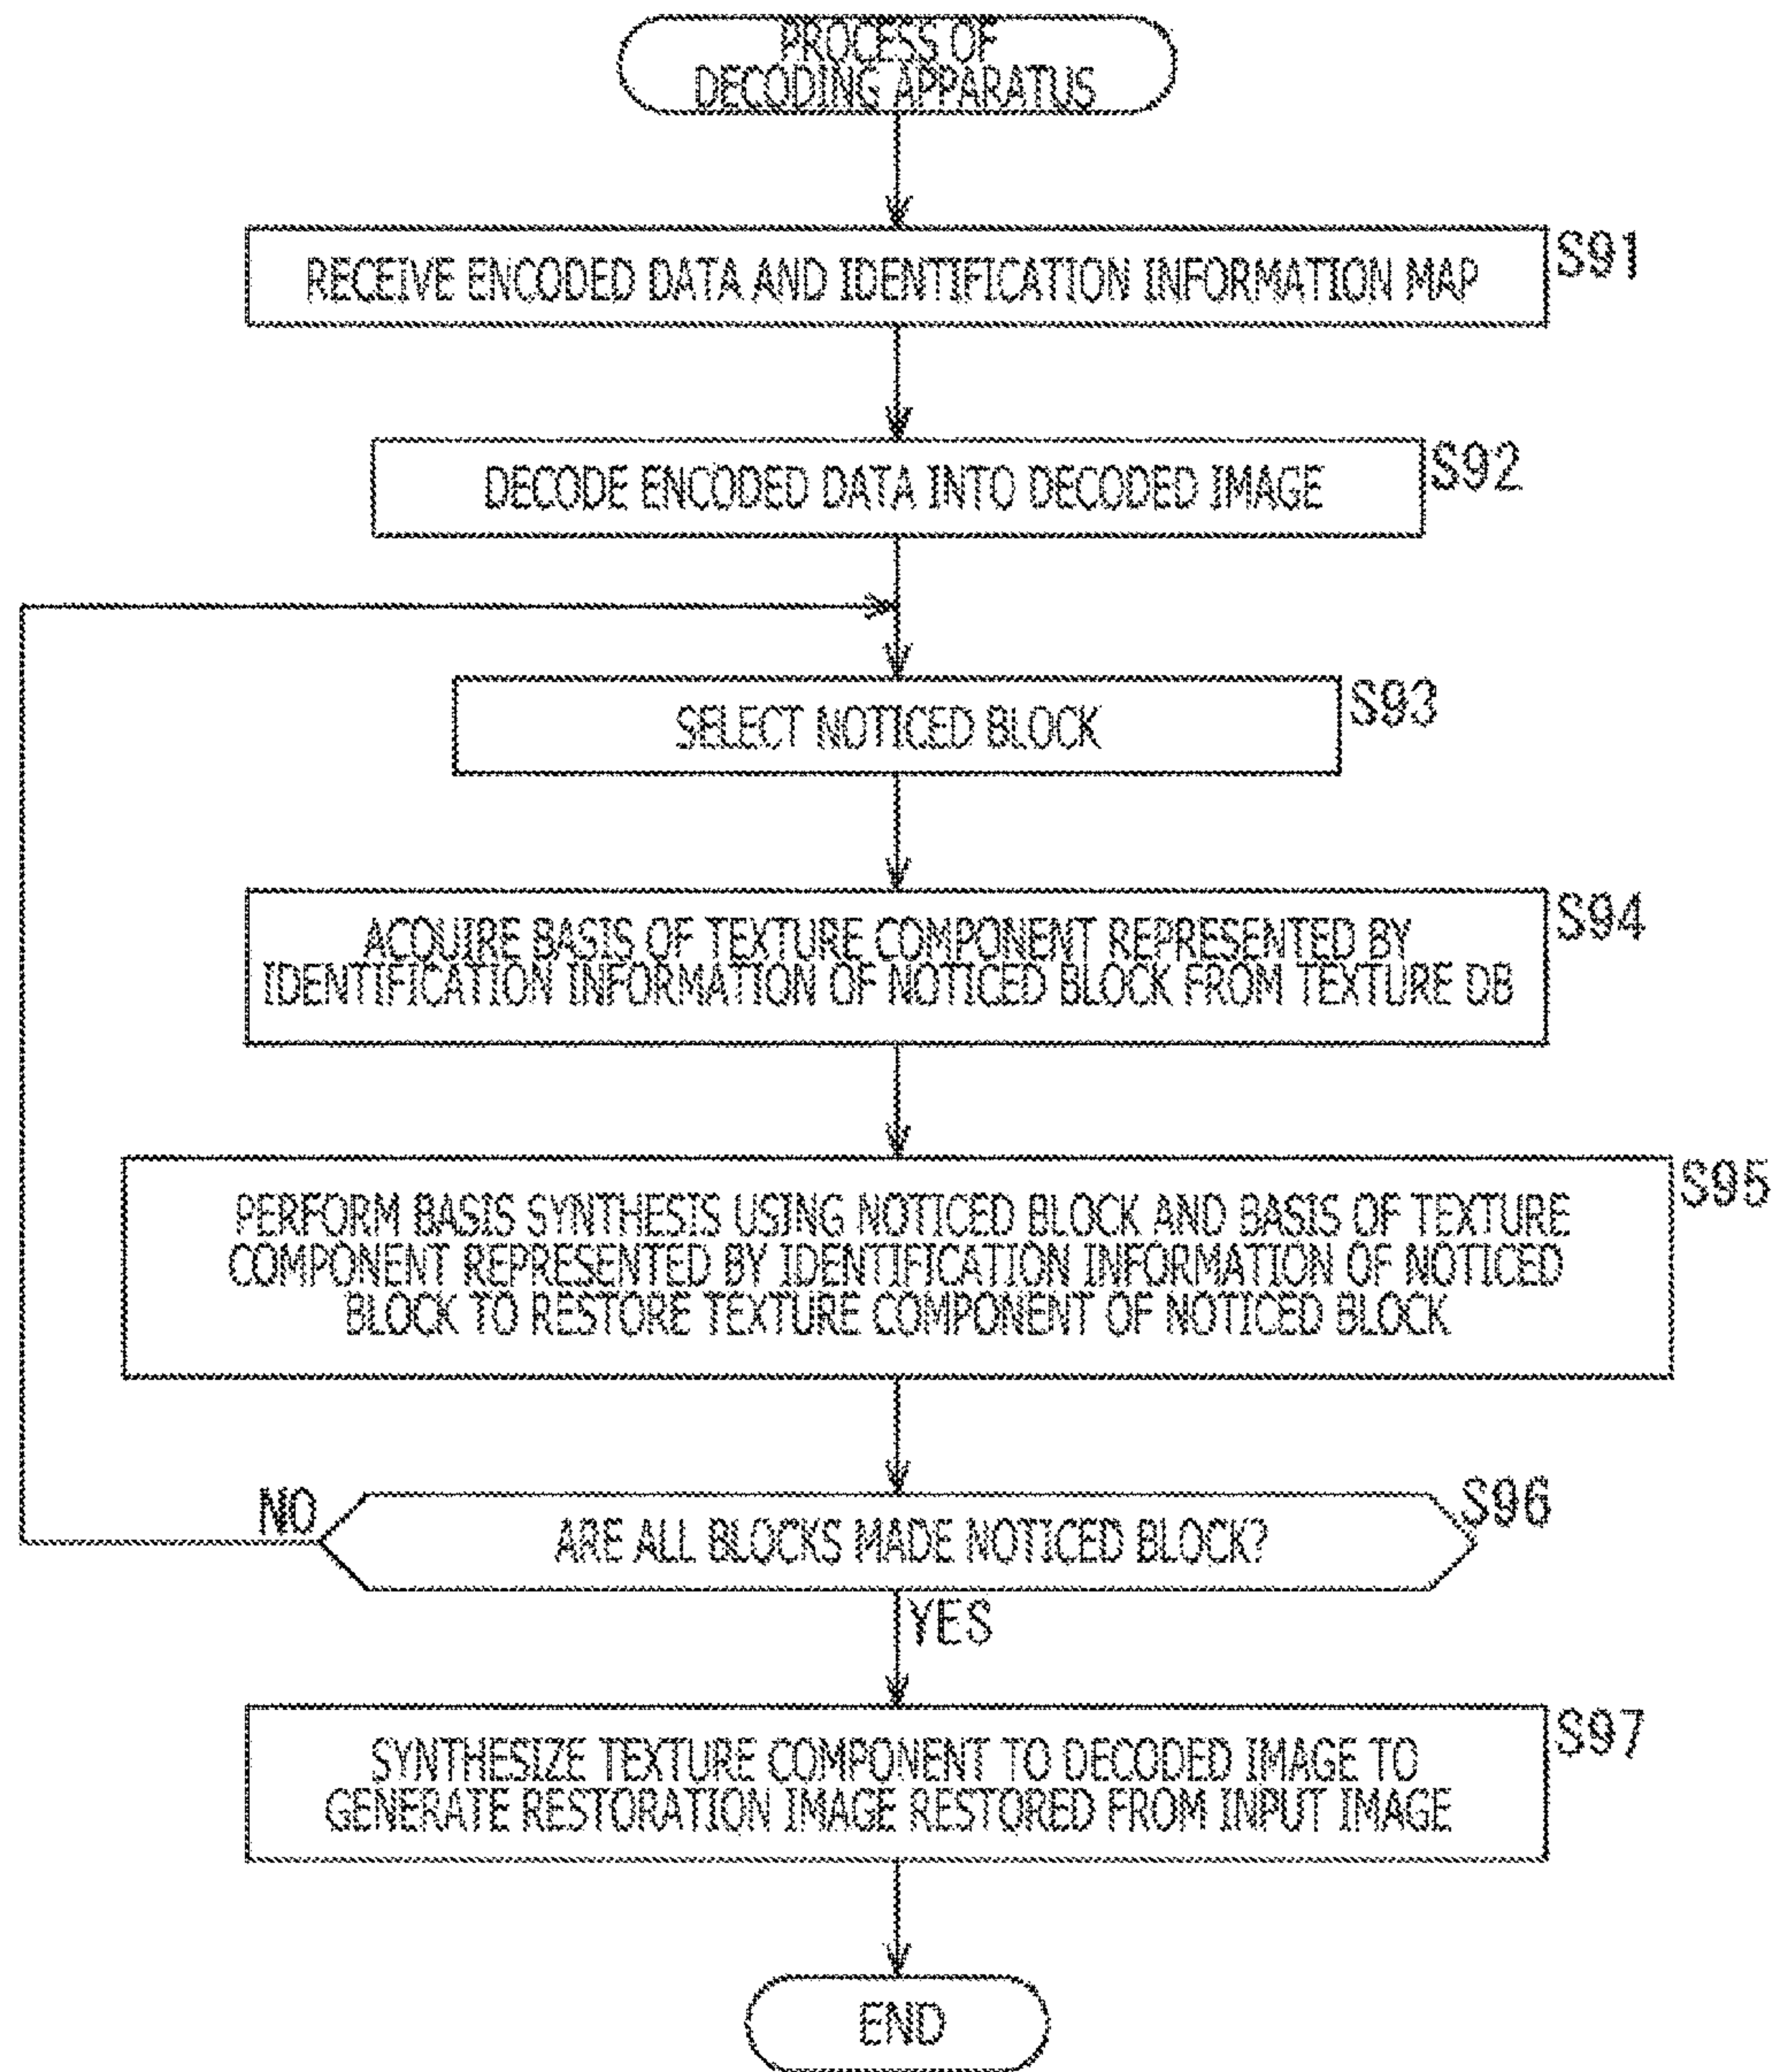 PROCESS OF
DECODING APPARATUS
RECEIVE ENCODED DATA AND IDENTIFICATION INFORMATION MAP
S91
DECODE ENCODED DATA INTO DECODED IMAGE
S92
SELECT NOTICED BLOCK
S93
ACQUIRE BASIS OF TEXTURE COMPONENT REPRESENTED BY
IDENTIFICATION INFORMATION OF NOTICED BLOCK FROM TEXTURE DB
S94
PERFORM BASIS SYNTHESIS USING NOTICED BLOCK AND BASIS OF TEXTURE
COMPONENT REPRESENTED BY IDENTIFICATION INFORMATION OF NOTICED
BLOCK TO RESTORE TEXTURE COMPONENT OF NOTICED BLOCK
S95
NO
ARE ALL BLOCKS MADE NOTICED BLOCK?
S96
YES
SYNTHESIZE TEXTURE COMPONENT TO DECODED IMAGE TO
GENERATE RESTORATION IMAGE RESTORED FROM INPUT IMAGE
S97
END